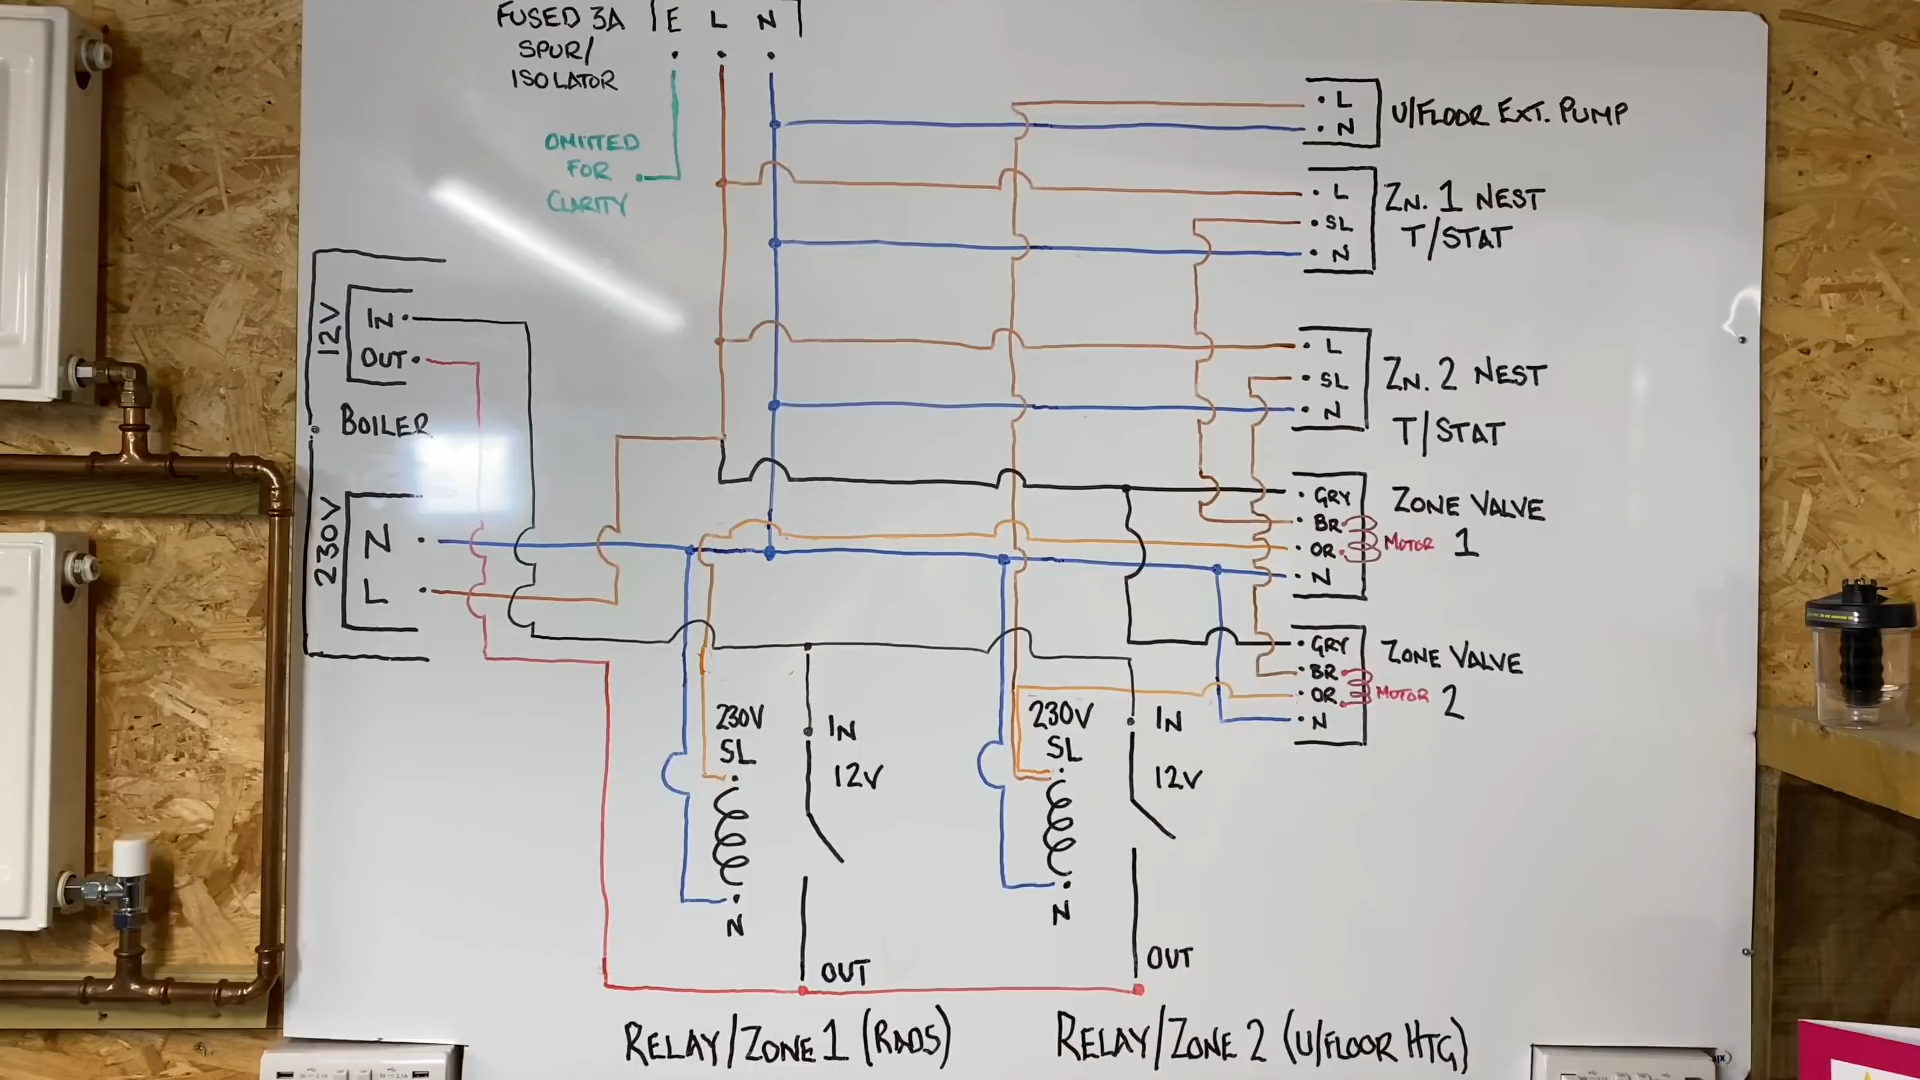 FUSED 3A
SPUR/
ISOLATOR
E L N
OMITTED
FOR
CLARITY
L
N
U/FLOOR EXT. PUMP
L
SL
N
ZN. 1 NEST
T/STAT
12V
IN
OUT
BOILER
230V
N
L
L
SL
N
ZN. 2 NEST
T/STAT
GRY
BR
OR
N
MOTOR
ZONE VALVE
1
GRY
BR
OR
N
MOTOR
ZONE VALVE
2
230V
SL
N
IN
12V
OUT
230V
SL
N
IN
12V
OUT
RELAY/ZONE 1 (RADS)
RELAY/ZONE 2 (U/FLOOR HTG)